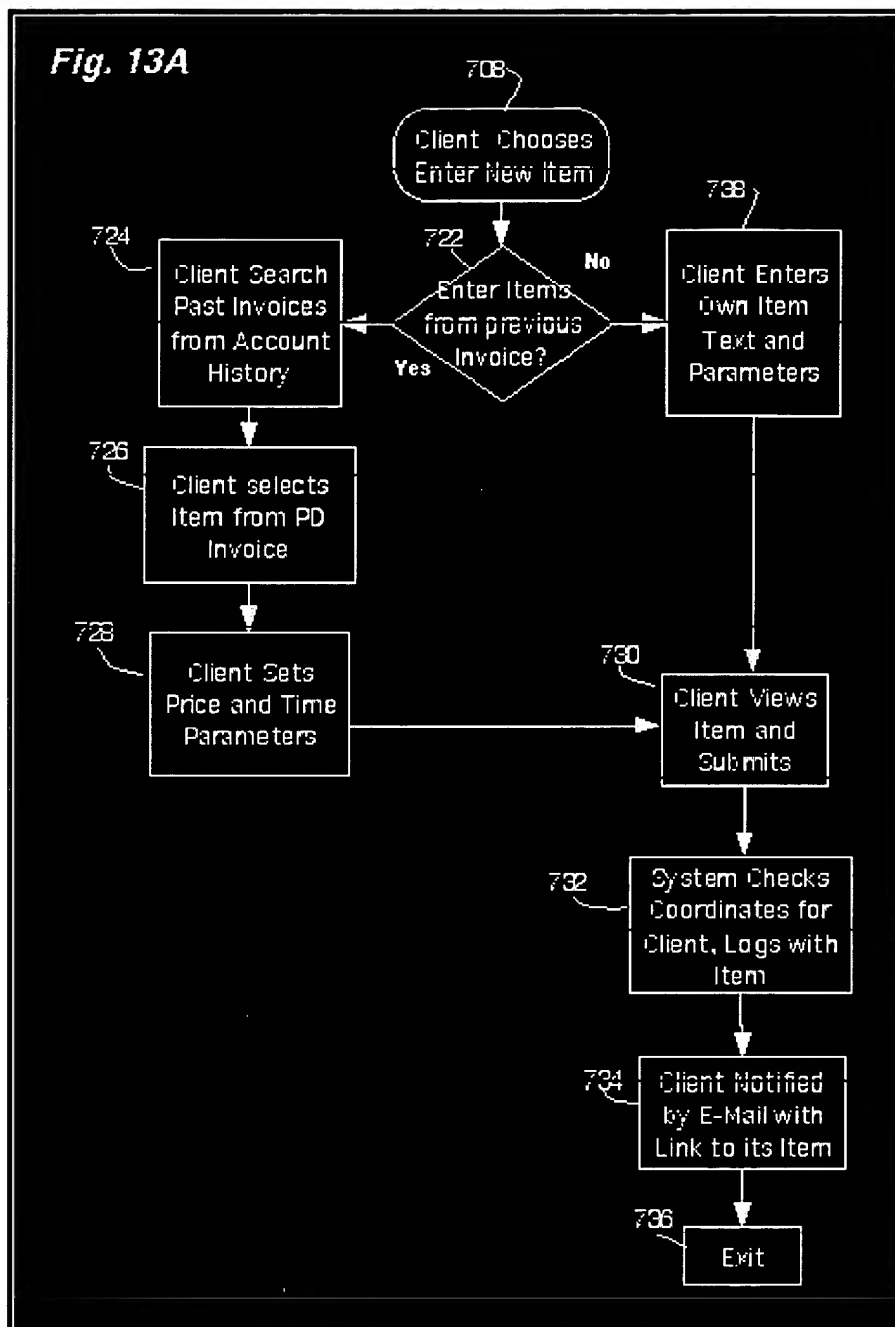 Fig. 13A
708
Client Chooses
Enter New Item
722
Enter Items
from previous
Invoice?
No
Yes
724
Client Search
Past Invoices
from Account
History
726
Client selects
Item from PD
Invoice
728
Client Sets
Price and Time
Parameters
738
Client Enters
Own Item
Text and
Parameters
730
Client Views
Item and
Submits
732
System Checks
Coordinates for
Client, Logs with
Item
734
Client Notified
by E-Mail with
Link to its Item
736
Exit